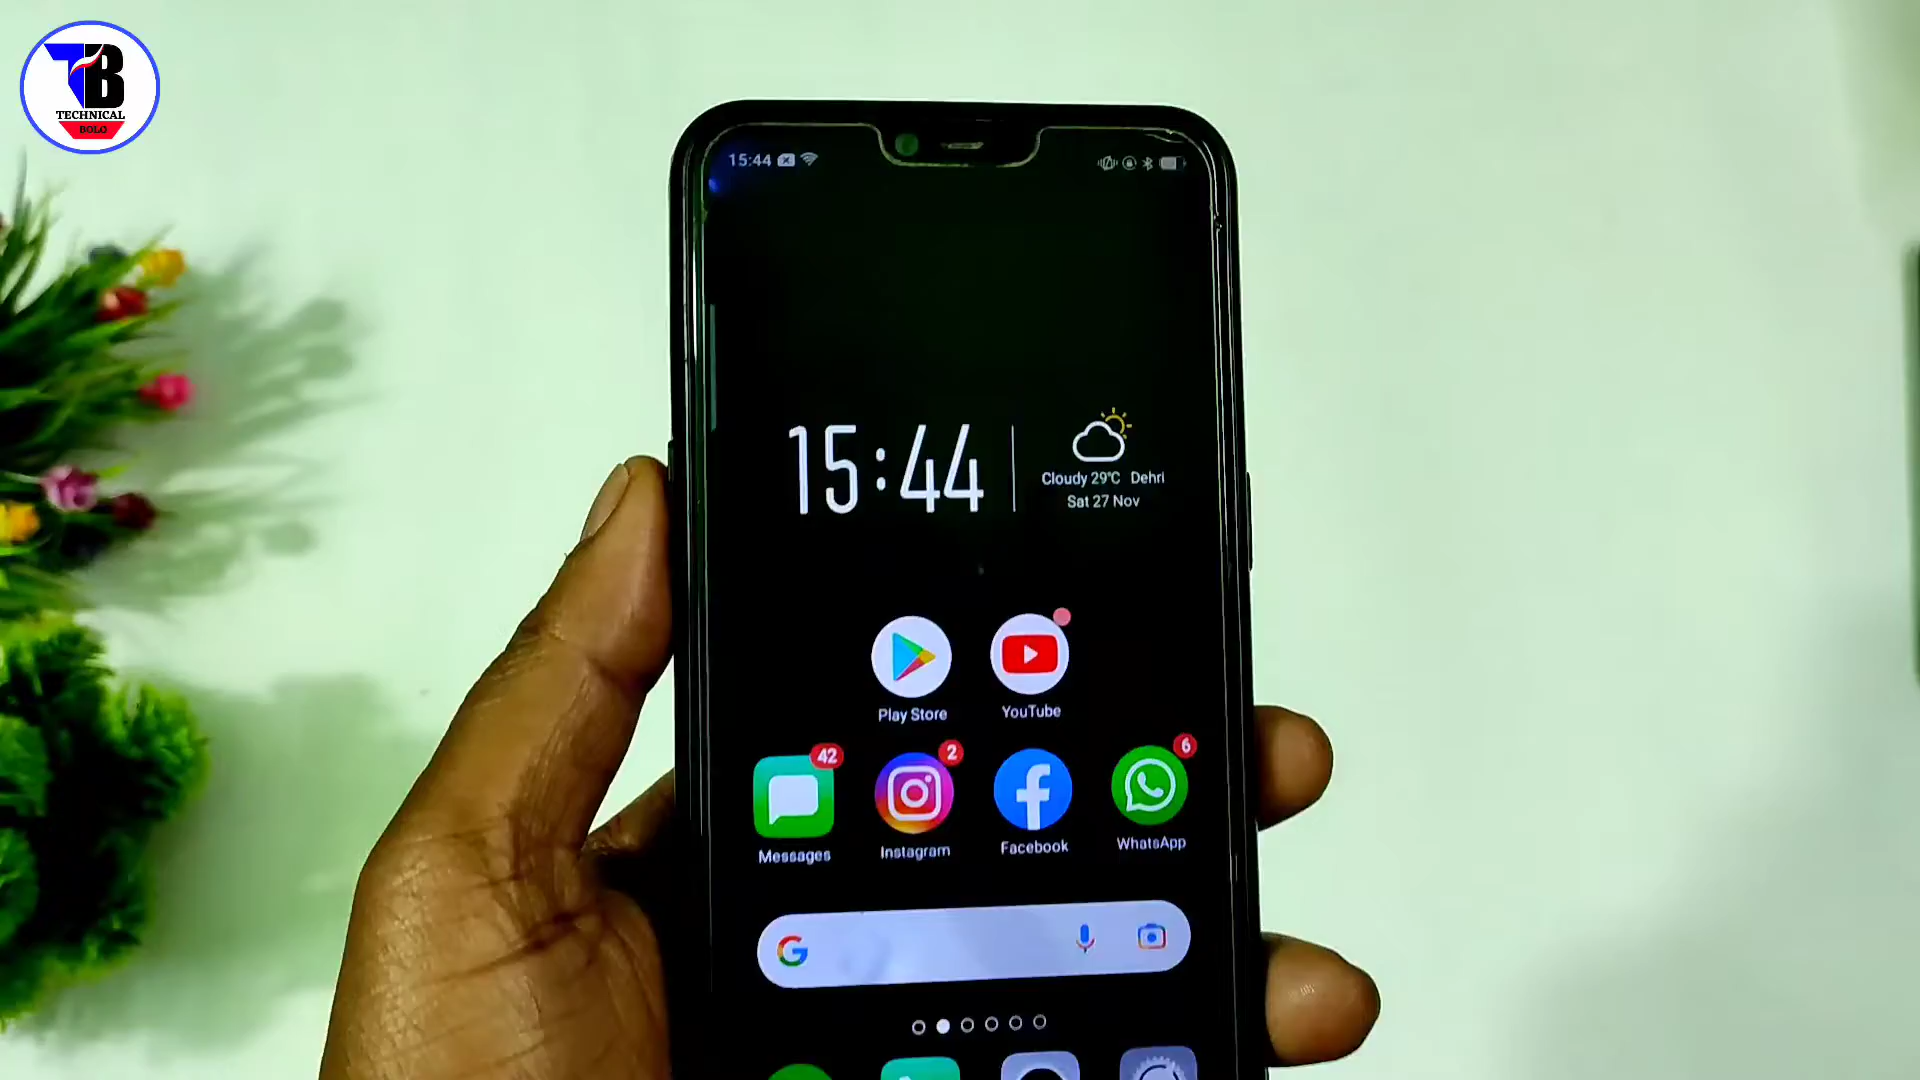 TB
TECHNICAL
BOLO
15:44
15:44
Cloudy 29°C Dehri
Sat 27 Nov
Play Store
YouTube
42
2
6
Messages
Instagram
Facebook
WhatsApp